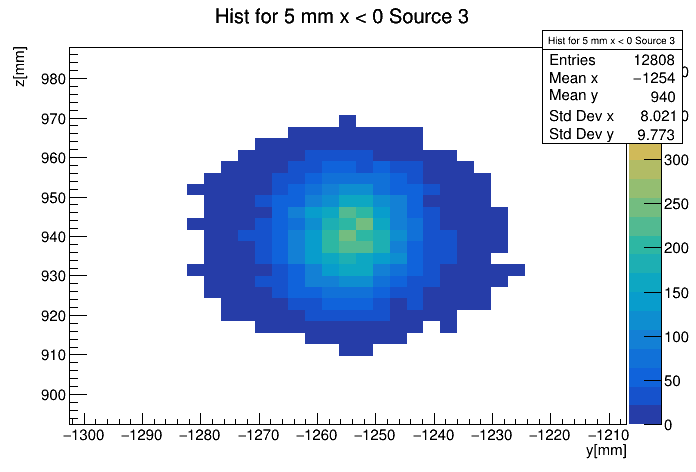 Hist for 5 mm x < 0 Source 3
Hist for 5 mm x < 0 Source 3
Entries 12808
Mean x −1254
Mean y 940
Std Dev x 8.021
Std Dev y 9.773
z[mm]
980
970
960
950
940
930
920
910
900
−1300 −1290 −1280 −1270 −1260 −1250 −1240 −1230 −1220 −1210
y[mm]
300
250
200
150
100
50
0